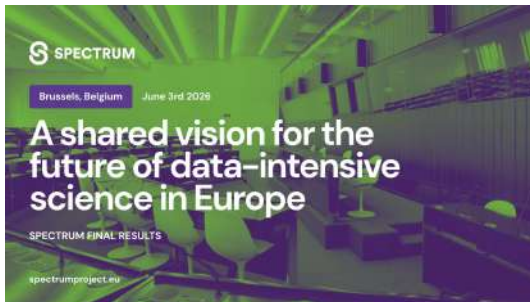 SPECTRUM
Brussels, Belgium
June 3rd 2026
A shared vision for the
future of data-intensive
science in Europe
SPECTRUM FINAL RESULTS
spectrumproject.eu